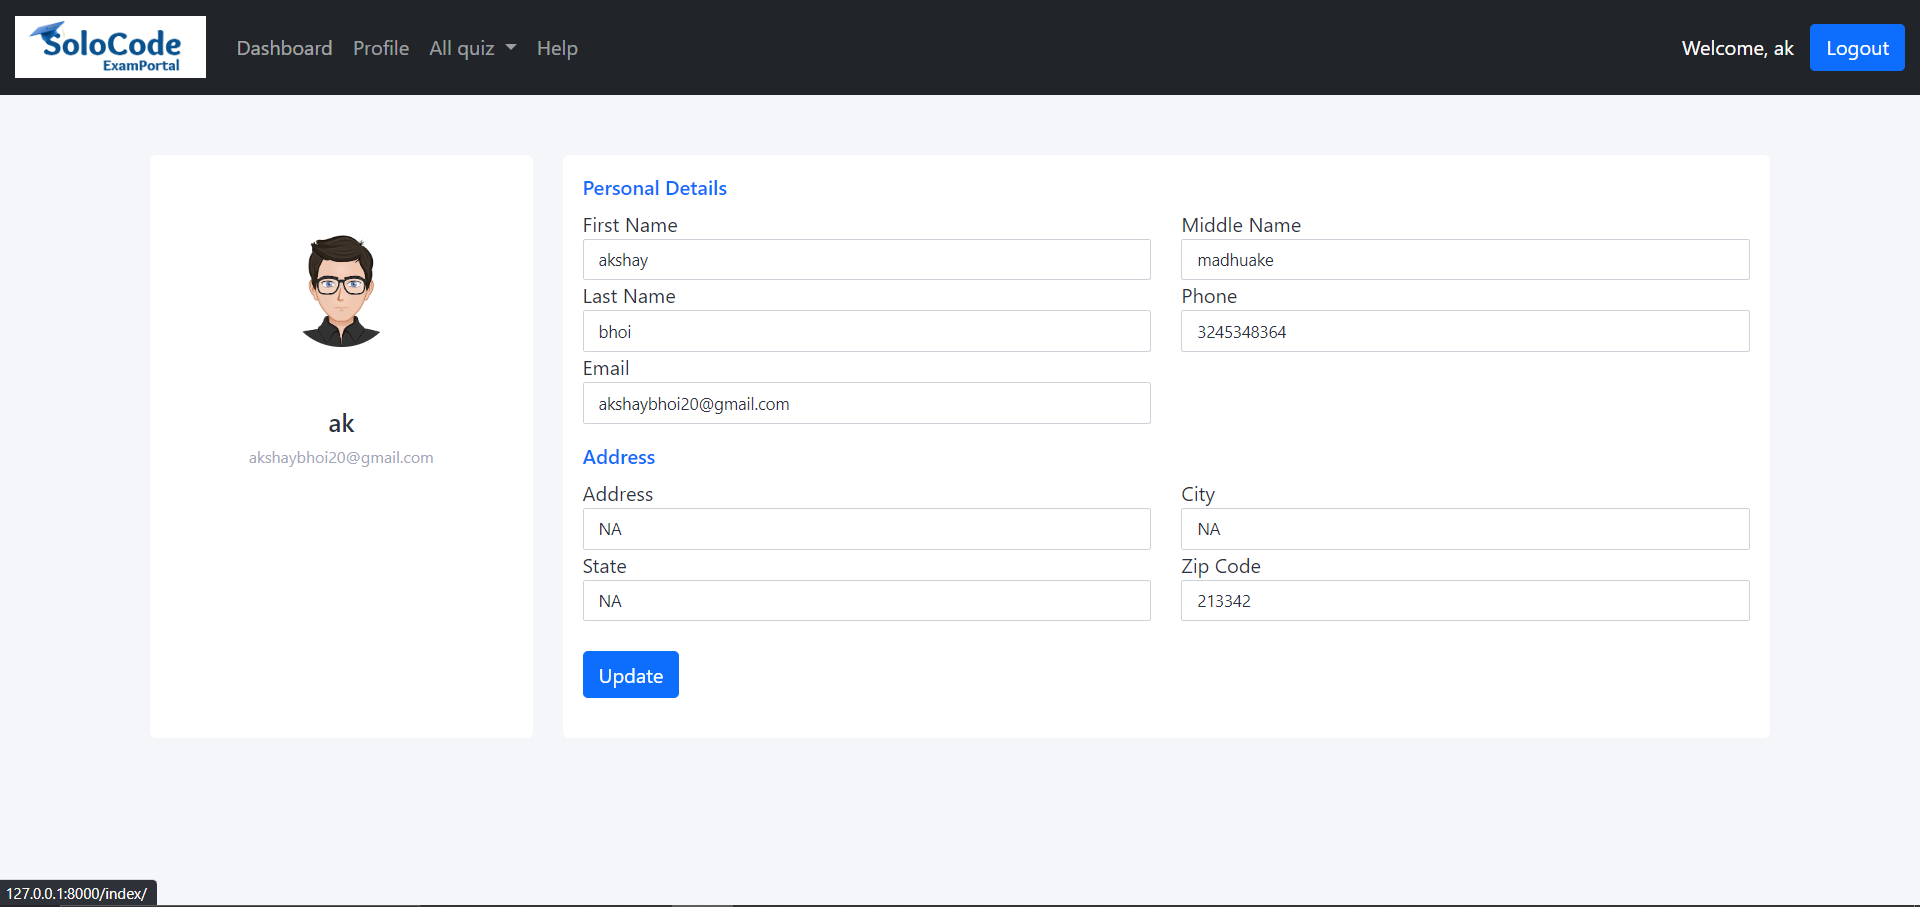 SoloCode
ExamPortal
Dashboard Profile All quiz Help
Welcome, ak Logout
ak
akshaybhoi20@gmail.com
Personal Details
First Name Middle Name
akshay madhuake
Last Name Phone
bhoi 3245348364
Email
akshaybhoi20@gmail.com
Address
Address City
NA NA
State Zip Code
NA 213342
Update
127.0.0.1:8000/index/